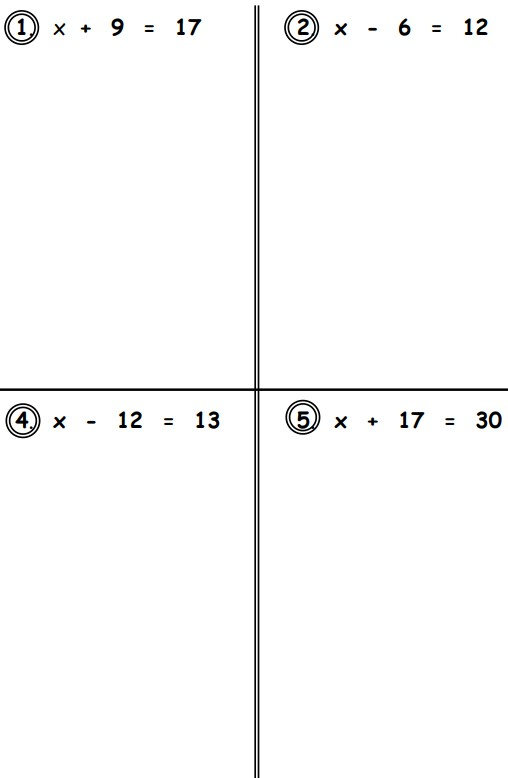 1. x + 9 = 17
2. x - 6 = 12
4. x - 12 = 13
5. x + 17 = 30